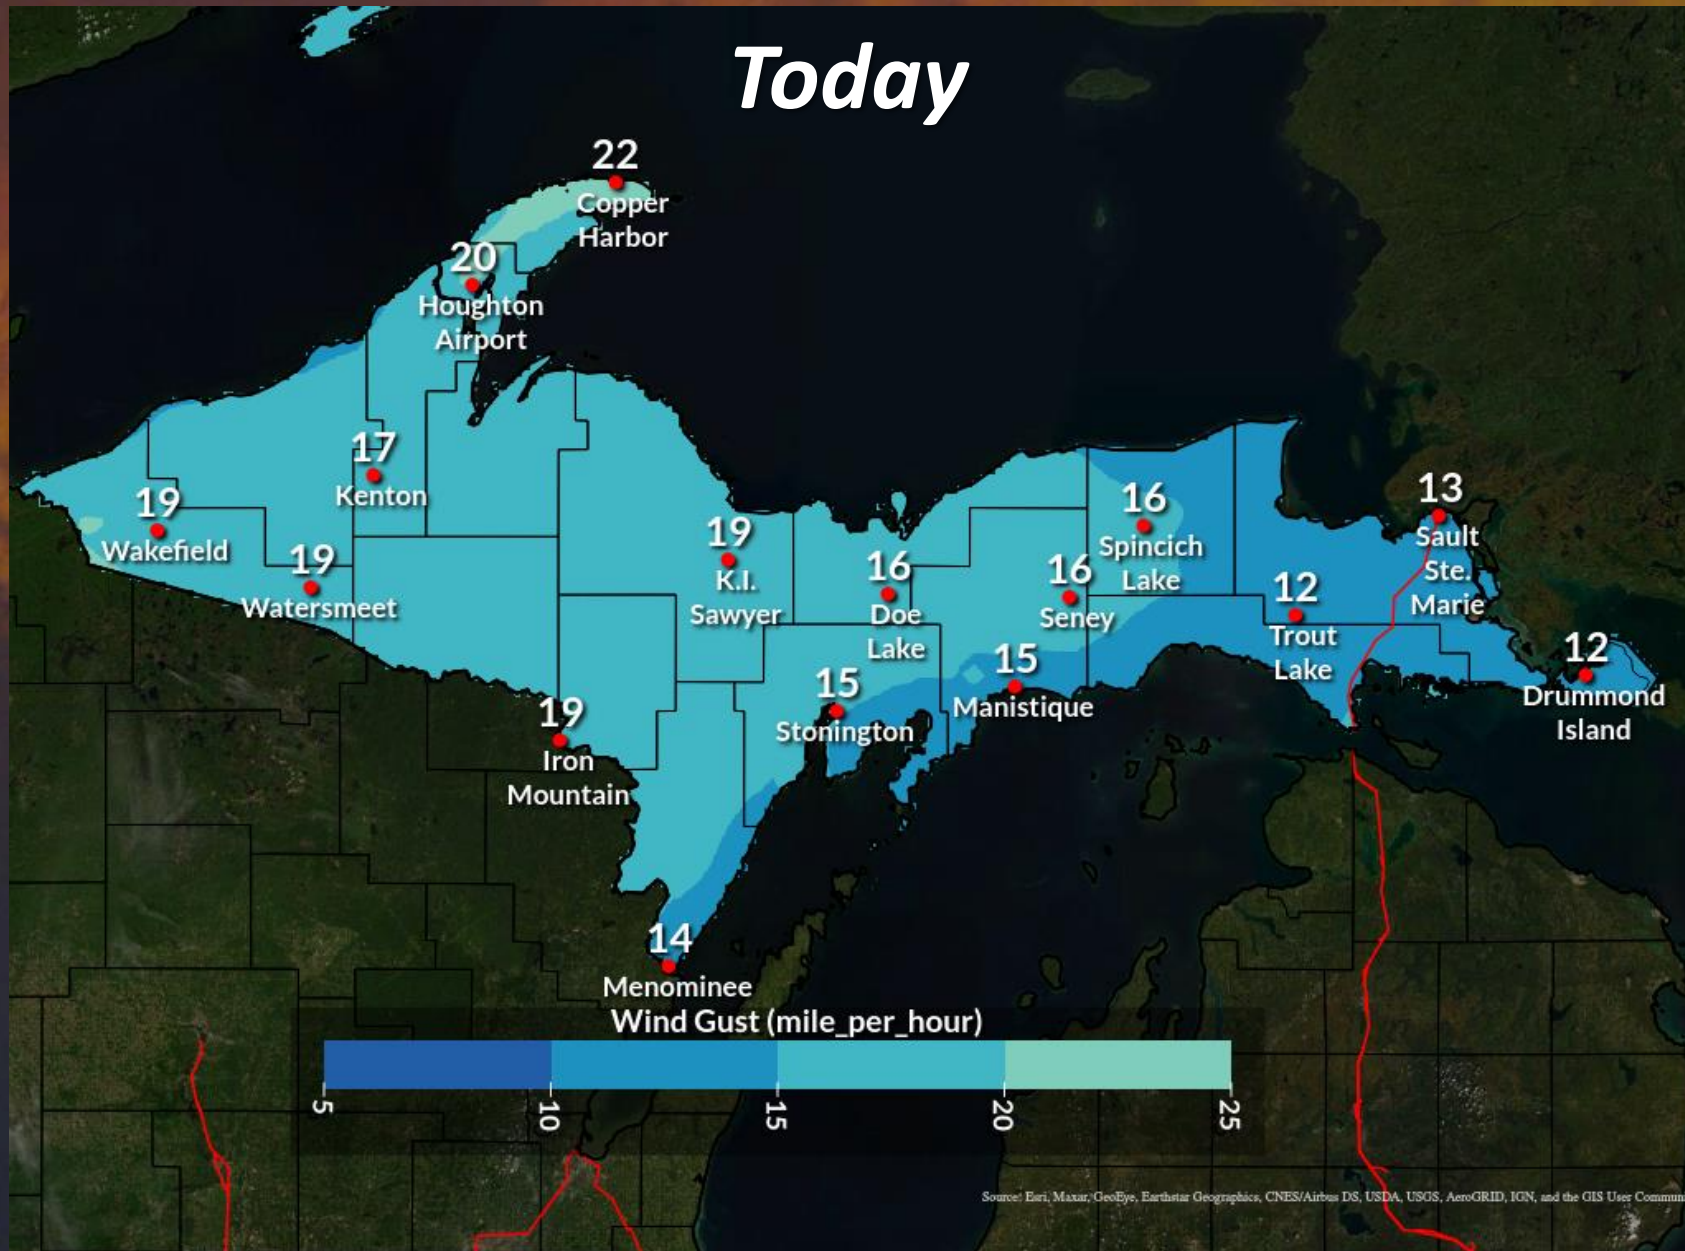 Today
22
Copper
Harbor
20
Houghton
Airport
17
Kenton
19
Wakefield
19
Watersmeet
19
K.I.
Sawyer
16
Doe
Lake
16
Seney
16
Spincich
Lake
13
Sault
Ste.
Marie
12
Trout
Lake
12
Drummond
Island
15
Manistique
15
Stonington
19
Iron
Mountain
14
Menominee
Wind Gust (mile_per_hour)
5
10
15
20
25
Source: Esri, Maxar, GeoEye, Earthstar Geographics, CNES/Airbus DS, USDA, USGS, AeroGRID, IGN, and the GIS User Commun